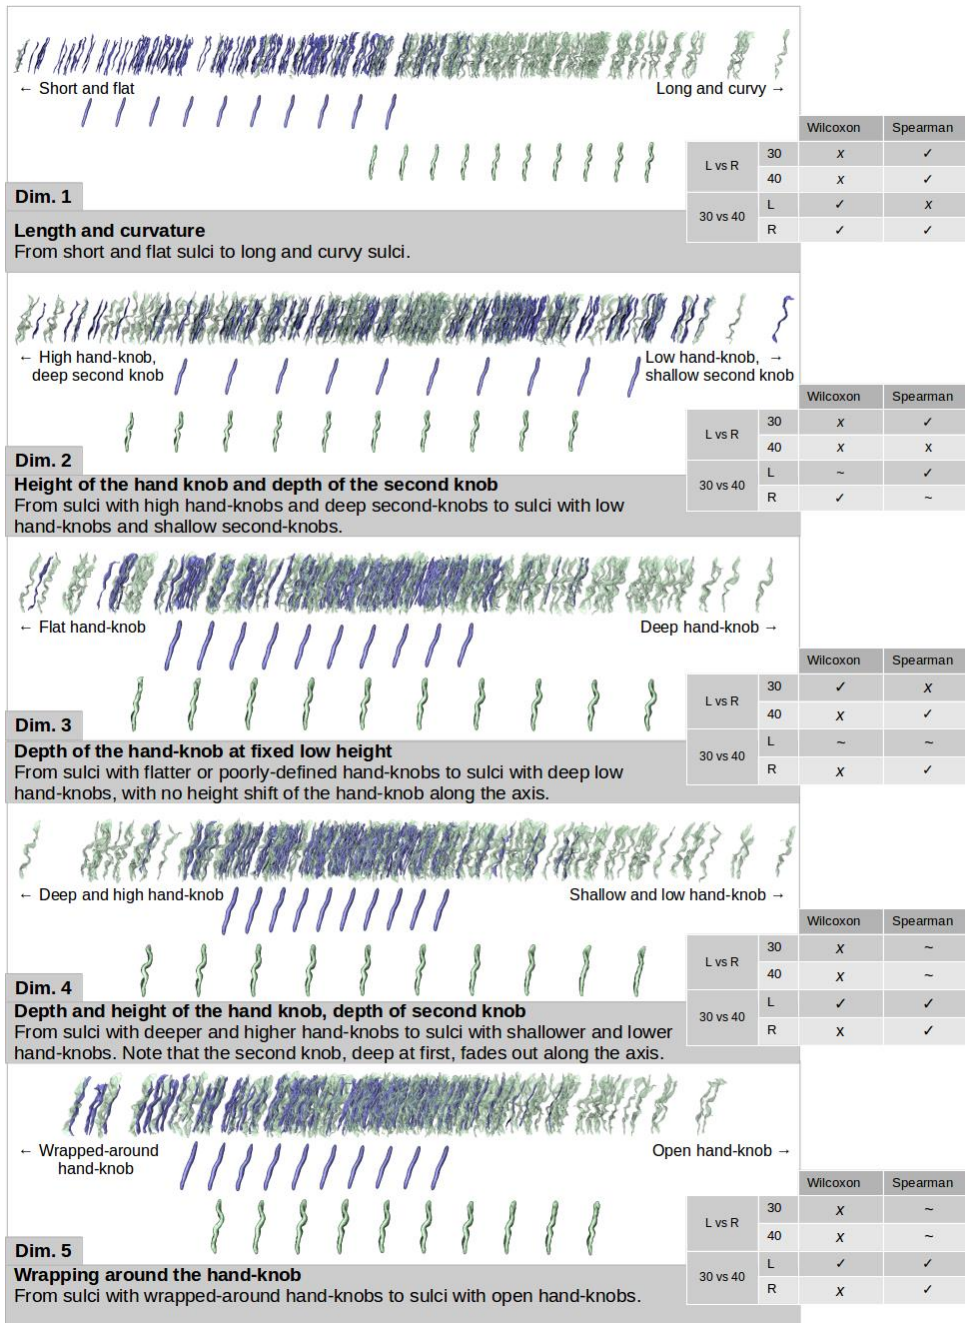 ← Short and flat
Long and curvy →
Dim. 1
Length and curvature
From short and flat sulci to long and curvy sulci.
Wilcoxon Spearman
L vs R 30 x ✓
40 x ✓
30 vs 40 L ✓ x
R ✓ ✓
← High hand-knob,
deep second knob
Low hand-knob, →
shallow second knob
Dim. 2
Height of the hand knob and depth of the second knob
From sulci with high hand-knobs and deep second-knobs to sulci with low
hand-knobs and shallow second-knobs.
Wilcoxon Spearman
L vs R 30 x ✓
40 x x
30 vs 40 L ~ ✓
R ✓ ~
← Flat hand-knob
Deep hand-knob →
Dim. 3
Depth of the hand-knob at fixed low height
From sulci with flatter or poorly-defined hand-knobs to sulci with deep low
hand-knobs, with no height shift of the hand-knob along the axis.
Wilcoxon Spearman
L vs R 30 ✓ x
40 x ✓
30 vs 40 L ~ ~
R x ✓
← Deep and high hand-knob
Shallow and low hand-knob →
Dim. 4
Depth and height of the hand knob, depth of second knob
From sulci with deeper and higher hand-knobs to sulci with shallower and lower
hand-knobs. Note that the second knob, deep at first, fades out along the axis.
Wilcoxon Spearman
L vs R 30 x ~
40 x ~
30 vs 40 L ✓ ✓
R x ✓
← Wrapped-around
hand-knob
Open hand-knob →
Dim. 5
Wrapping around the hand-knob
From sulci with wrapped-around hand-knobs to sulci with open hand-knobs.
Wilcoxon Spearman
L vs R 30 x ~
40 x ~
30 vs 40 L ✓ ✓
R x ✓